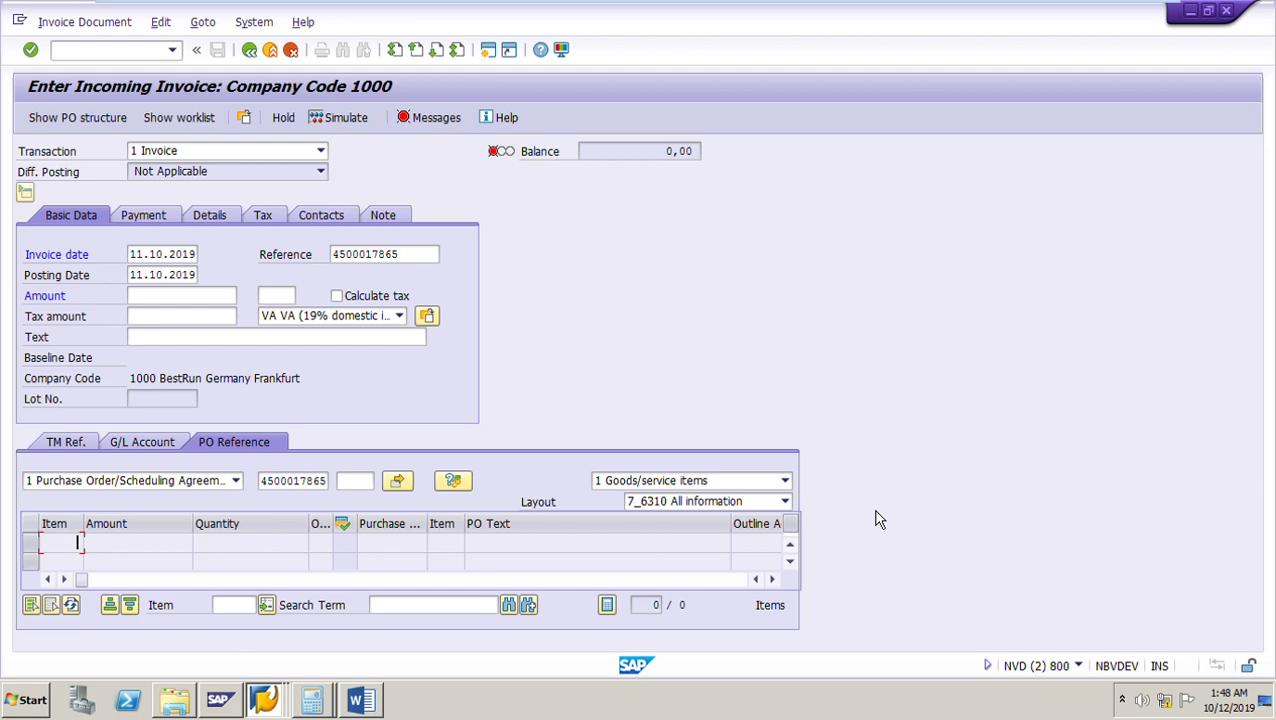 Invoice Document Edit Goto System Help
Enter Incoming Invoice: Company Code 1000
Show PO structure Show worklist Hold Simulate Messages Help
Transaction 1 Invoice Balance 0,00
Diff. Posting Not Applicable
Basic Data Payment Details Tax Contacts Note
Invoice date 11.10.2019 Reference 4500017865
Posting Date 11.10.2019
Amount Calculate tax
Tax amount VA VA (19% domestic i...
Text
Baseline Date
Company Code 1000 BestRun Germany Frankfurt
Lot No.
TM Ref. G/L Account PO Reference
1 Purchase Order/Scheduling Agreem... 4500017865 1 Goods/service items
Layout 7_6310 All information
Item Amount Quantity O... Purchase ... Item PO Text Outline A
Item Search Term 0 / 0 Items
SAP NVD (2) 800 NBVDEV INS
Start SAP W 1:48 AM
10/12/2019